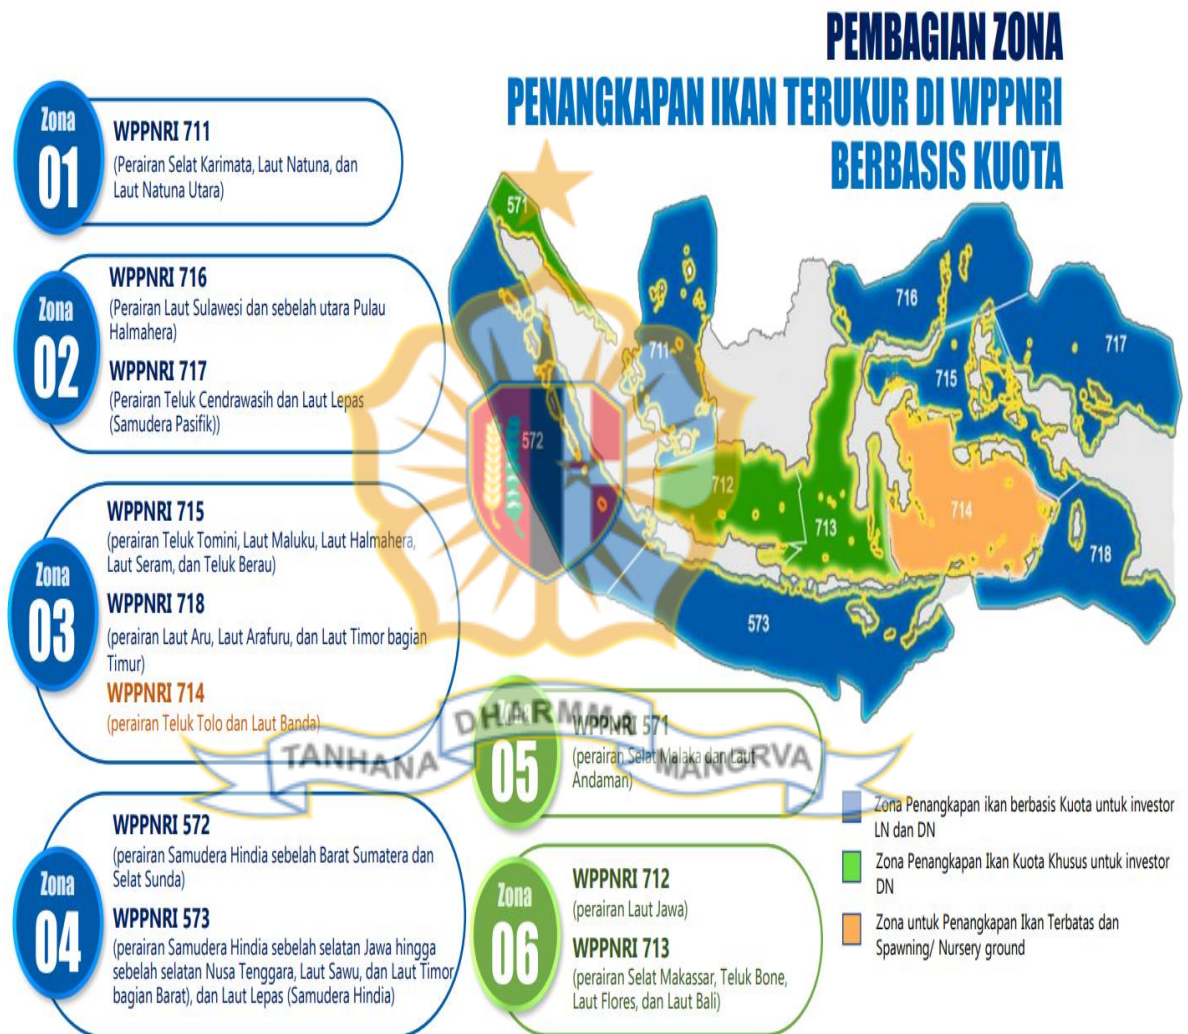 PEMBAGIAN ZONA
PENANGKAPAN IKAN TERUKUR DI WPPNRI
BERBASIS KUOTA
Zona
01
WPPNRI 711
(Perairan Selat Karimata, Laut Natuna, dan
Laut Natuna Utara)
Zona
02
WPPNRI 716
(Perairan Laut Sulawesi dan sebelah utara Pulau
Halmahera)
WPPNRI 717
(Perairan Teluk Cendrawasih dan Laut Lepas
(Samudera Pasifik))
Zona
03
WPPNRI 715
(perairan Teluk Tomini, Laut Maluku, Laut Halmahera,
Laut Seram, dan Teluk Berau)
WPPNRI 718
(perairan Laut Aru, Laut Arafuru, dan Laut Timor bagian
Timur)
WPPNRI 714
(perairan Teluk Tolo dan Laut Banda)
Zona
04
WPPNRI 572
(perairan Samudera Hindia sebelah Barat Sumatera dan
Selat Sunda)
WPPNRI 573
(perairan Samudera Hindia sebelah selatan Jawa hingga
sebelah selatan Nusa Tenggara, Laut Sawu, dan Laut Timor
bagian Barat), dan Laut Lepas (Samudera Hindia)
571
711
716
717
715
572
712
713
714
718
573
Zona
05
WPPNRI 571
(perairan Selat Malaka dan Laut
Andaman)
Zona
06
WPPNRI 712
(perairan Laut Jawa)
WPPNRI 713
(perairan Selat Makassar, Teluk Bone,
Laut Flores, dan Laut Bali)
Zona Penangkapan ikan berbasis Kuota untuk investor
LN dan DN
Zona Penangkapan Ikan Kuota Khusus untuk investor
DN
Zona untuk Penangkapan Ikan Terbatas dan
Spawning/ Nursery ground
TANHANA DHARMMA MANGRVA